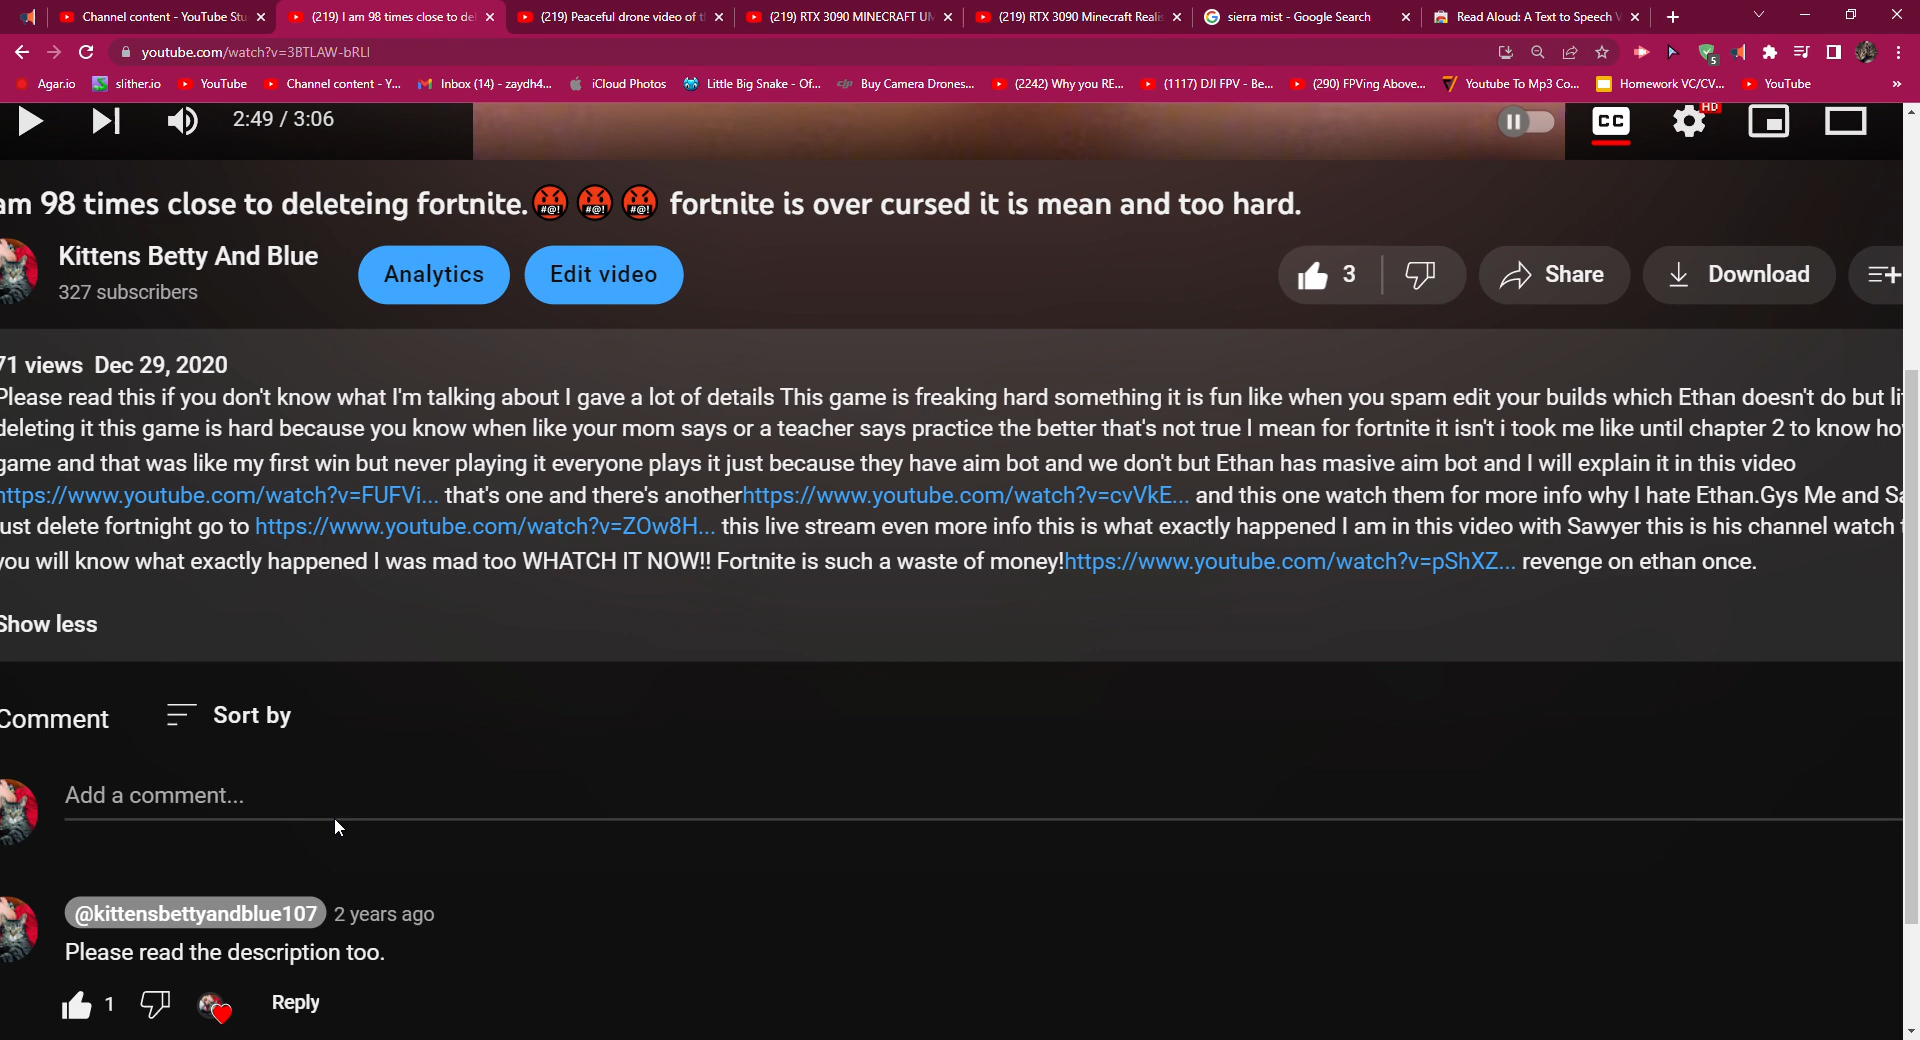 Channel content - YouTube Stu
(219) I am 98 times close to del
(219) Peaceful drone video of t
(219) RTX 3090 MINECRAFT UM
(219) RTX 3090 Minecraft Realis
sierra mist - Google Search
Read Aloud: A Text to Speech V
youtube.com/watch?v=3BTLAW-bRLI
5
Agar.io
slither.io
YouTube
Channel content - Y...
Inbox (14) - zaydh4...
iCloud Photos
Little Big Snake - Of...
Buy Camera Drones...
(2242) Why you RE...
(1117) DJI FPV - Be...
(290) FPVing Above...
Youtube To Mp3 Co...
Homework VC/CV...
YouTube
»
2:49 / 3:06
CC
HD
am 98 times close to deleteing fortnite.🤬🤬🤬 fortnite is over cursed it is mean and too hard.
Kittens Betty And Blue
327 subscribers
Analytics
Edit video
3
Share
Download
71 views Dec 29, 2020
Please read this if you don't know what I'm talking about I gave a lot of details This game is freaking hard something it is fun like when you spam edit your builds which Ethan doesn't do but li
deleting it this game is hard because you know when like your mom says or a teacher says practice the better that's not true I mean for fortnite it isn't i took me like until chapter 2 to know ho
game and that was like my first win but never playing it everyone plays it just because they have aim bot and we don't but Ethan has masive aim bot and I will explain it in this video
https://www.youtube.com/watch?v=FUFVi... that's one and there's anotherhttps://www.youtube.com/watch?v=cvVkE... and this one watch them for more info why I hate Ethan.Gys Me and Sa
ust delete fortnight go to https://www.youtube.com/watch?v=ZOw8H... this live stream even more info this is what exactly happened I am in this video with Sawyer this is his channel watch
you will know what exactly happened I was mad too WHATCH IT NOW!! Fortnite is such a waste of money!https://www.youtube.com/watch?v=pShXZ... revenge on ethan once.
Show less
Comment
Sort by
Add a comment...
@kittensbettyandblue107 2 years ago
Please read the description too.
1
Reply